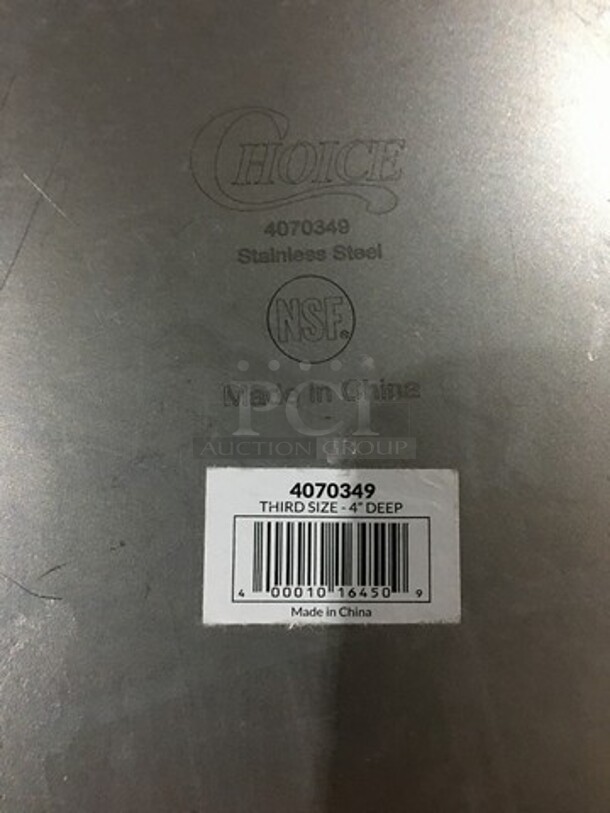 CHOICE
4070349
Stainless Steel
NSF®
Made in China
PCI
AUCTION GROUP
4070349
THIRD SIZE - 4" DEEP
4 00010 16450 9
Made in China